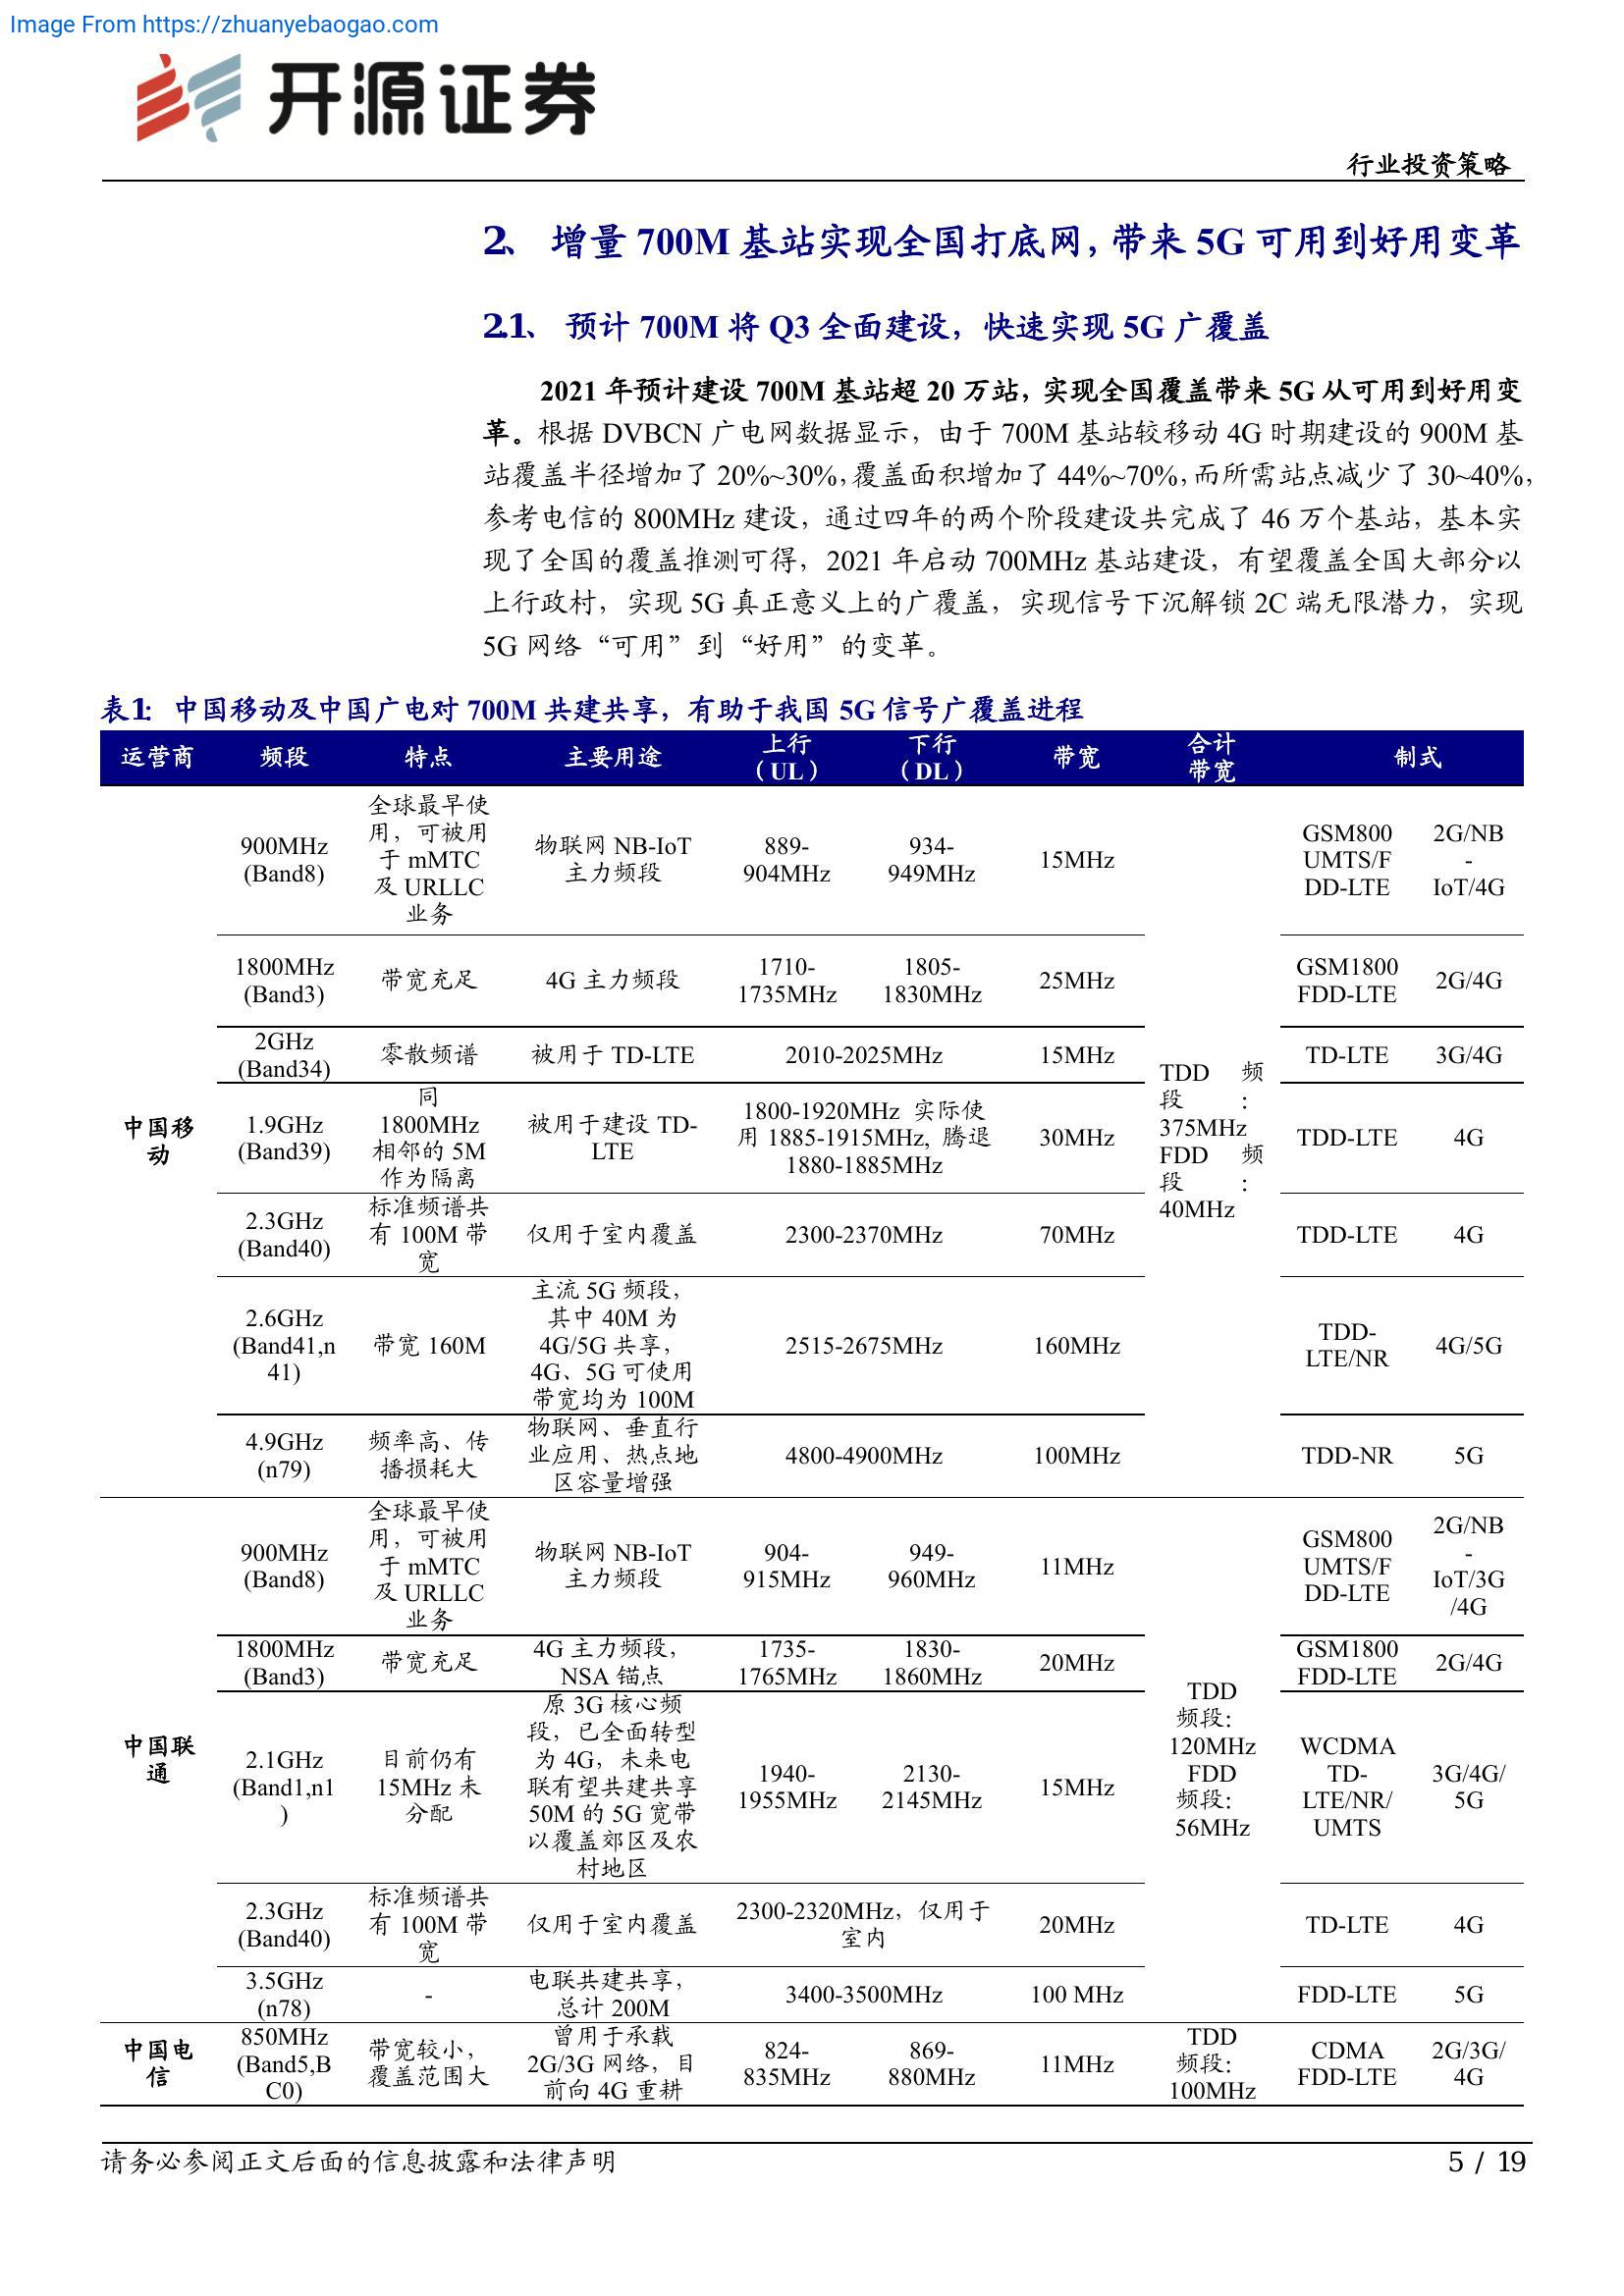 Image From https://zhuanyebaogao.com
开源证券
行业投资策略
2、 增量 700M 基站实现全国打底网，带来 5G 可用到好用变革
2.1、 预计 700M 将 Q3 全面建设，快速实现 5G 广覆盖
2021 年预计建设 700M 基站超 20 万站，实现全国覆盖带来 5G 从可用到好用变
革。根据 DVBCN 广电网数据显示，由于 700M 基站较移动 4G 时期建设的 900M 基
站覆盖半径增加了 20%~30%，覆盖面积增加了 44%~70%，而所需站点减少了 30~40%，
参考电信的 800MHz 建设，通过四年的两个阶段建设共完成了 46 万个基站，基本实
现了全国的覆盖推测可得，2021 年启动 700MHz 基站建设，有望覆盖全国大部分以
上行政村，实现 5G 真正意义上的广覆盖，实现信号下沉解锁 2C 端无限潜力，实现
5G 网络“可用”到“好用”的变革。
表1： 中国移动及中国广电对 700M 共建共享，有助于我国 5G 信号广覆盖进程
运营商 频段 特点 主要用途 上行（UL） 下行（DL） 带宽 合计带宽 制式
中国移动
900MHz (Band8) 全球最早使用，可被用于 mMTC 及 URLLC 业务 物联网 NB-IoT 主力频段 889-904MHz 934-949MHz 15MHz GSM800 UMTS/FDD-LTE 2G/NB-IoT/4G
1800MHz (Band3) 带宽充足 4G 主力频段 1710-1735MHz 1805-1830MHz 25MHz GSM1800 FDD-LTE 2G/4G
2GHz (Band34) 零散频谱 被用于 TD-LTE 2010-2025MHz 15MHz TD-LTE 3G/4G
1.9GHz (Band39) 同 1800MHz 相邻的 5M 作为隔离 被用于建设 TD-LTE 1800-1920MHz 实际使用 1885-1915MHz, 腾退 1880-1885MHz 30MHz TDD-LTE 4G
TDD 频段：375MHz FDD 频段：40MHz
2.3GHz (Band40) 标准频谱共有 100M 带宽 仅用于室内覆盖 2300-2370MHz 70MHz TDD-LTE 4G
2.6GHz (Band41,n41) 带宽 160M 主流 5G 频段，其中 40M 为 4G/5G 共享，4G、5G 可使用带宽均为 100M 2515-2675MHz 160MHz TDD-LTE/NR 4G/5G
4.9GHz (n79) 频率高、传播损耗大 物联网、垂直行业应用、热点地区容量增强 4800-4900MHz 100MHz TDD-NR 5G
中国联通
900MHz (Band8) 全球最早使用，可被用于 mMTC 及 URLLC 业务 物联网 NB-IoT 主力频段 904-915MHz 949-960MHz 11MHz GSM800 UMTS/FDD-LTE 2G/NB-IoT/3G/4G
1800MHz (Band3) 带宽充足 4G 主力频段，NSA 锚点 1735-1765MHz 1830-1860MHz 20MHz GSM1800 FDD-LTE 2G/4G
2.1GHz (Band1,n1) 目前仍有 15MHz 未分配 原 3G 核心频段，已全面转型为 4G，未来电联有望共建共享 50M 的 5G 宽带以覆盖郊区及农村地区 1940-1955MHz 2130-2145MHz 15MHz WCDMA TD-LTE/NR/UMTS 3G/4G/5G
TDD 频段：120MHz FDD 频段：56MHz
2.3GHz (Band40) 标准频谱共有 100M 带宽 仅用于室内覆盖 2300-2320MHz，仅用于室内 20MHz TD-LTE 4G
3.5GHz (n78) - 电联共建共享，总计 200M 3400-3500MHz 100 MHz FDD-LTE 5G
中国电信
850MHz (Band5,BC0) 带宽较小，覆盖范围大 曾用于承载 2G/3G 网络，目前向 4G 重耕 824-835MHz 869-880MHz 11MHz TDD 频段：100MHz CDMA FDD-LTE 2G/3G/4G
请务必参阅正文后面的信息披露和法律声明
5 / 19